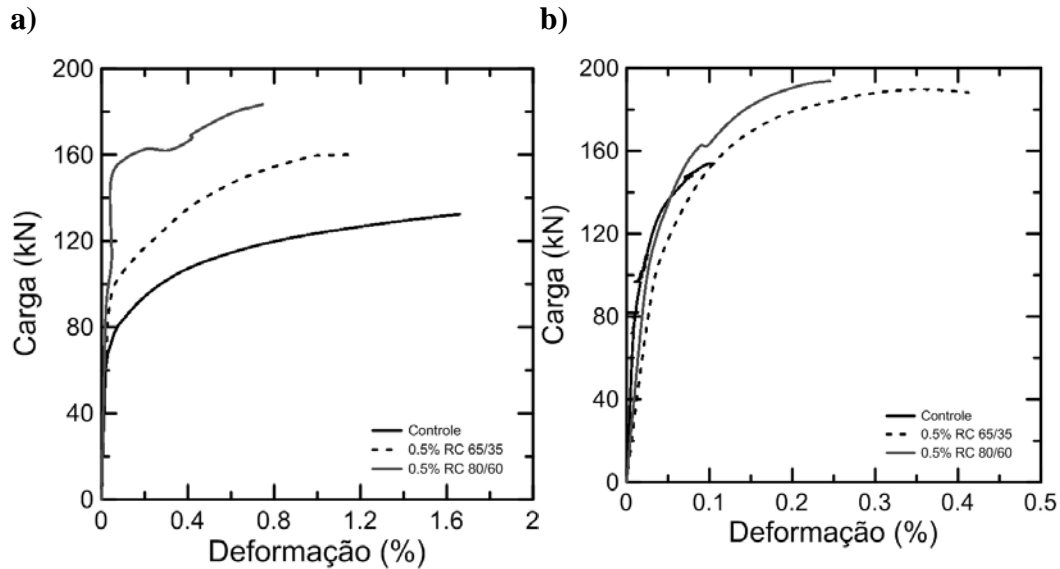 a)
200
160
120
80
40
0
Carga (kN)
Controle
0.5% RC 65/35
0.5% RC 80/60
0
0.4
0.8
1.2
1.6
2
Deformação (%)
b)
200
160
120
80
40
0
Carga (kN)
Controle
0.5% RC 65/35
0.5% RC 80/60
0
0.1
0.2
0.3
0.4
0.5
Deformação (%)